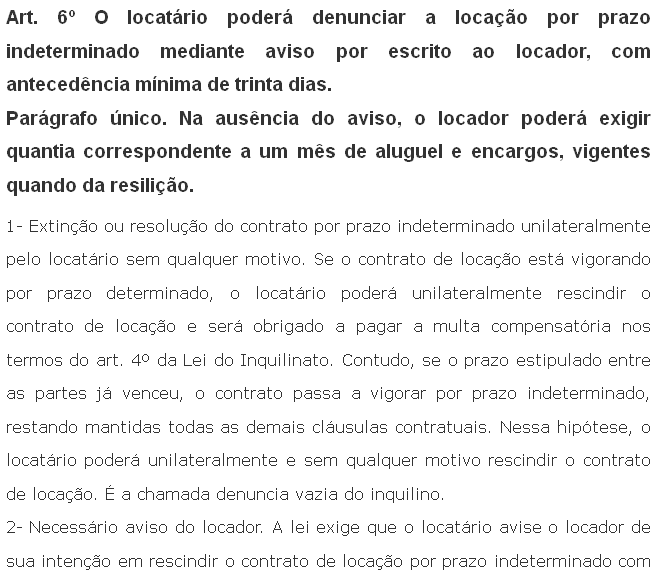 Art. 6º O locatário poderá denunciar a locação por prazo
indeterminado mediante aviso por escrito ao locador, com
antecedência mínima de trinta dias.
Parágrafo único. Na ausência do aviso, o locador poderá exigir
quantia correspondente a um mês de aluguel e encargos, vigentes
quando da resilição.
1- Extinção ou resolução do contrato por prazo indeterminado unilateralmente
pelo locatário sem qualquer motivo. Se o contrato de locação está vigorando
por prazo determinado, o locatário poderá unilateralmente rescindir o
contrato de locação e será obrigado a pagar a multa compensatória nos
termos do art. 4º da Lei do Inquilinato. Contudo, se o prazo estipulado entre
as partes já venceu, o contrato passa a vigorar por prazo indeterminado,
restando mantidas todas as demais cláusulas contratuais. Nessa hipótese, o
locatário poderá unilateralmente e sem qualquer motivo rescindir o contrato
de locação. É a chamada denuncia vazia do inquilino.
2- Necessário aviso do locador. A lei exige que o locatário avise o locador de
sua intenção em rescindir o contrato de locação por prazo indeterminado com